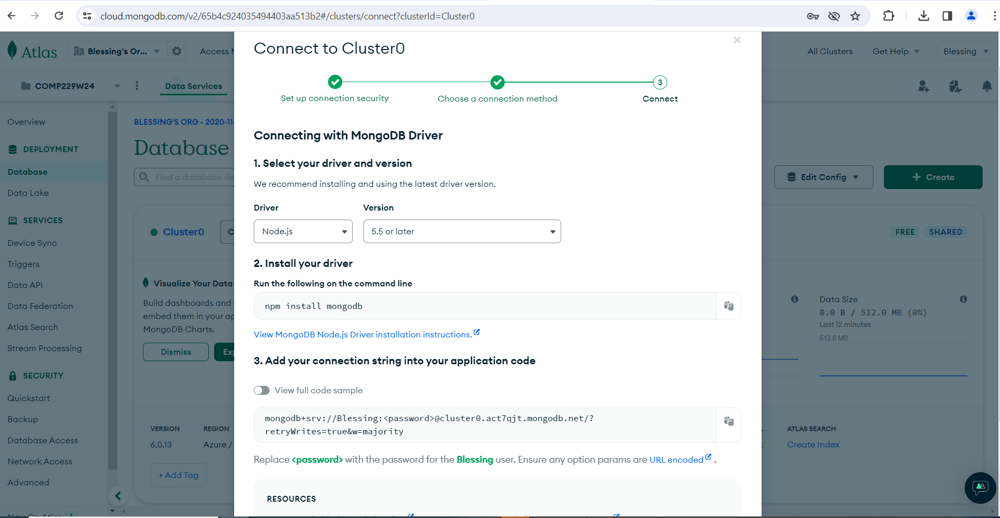 cloud.mongodb.com/v2/65b4c924035494403aa513b2#/clusters/connect?clusterId=Cluster0
Atlas
Blessing's Or...
Access
All Clusters
Get Help
Blessing
COMP229W24
Data Services
Overview
DEPLOYMENT
Database
Data Lake
SERVICES
Device Sync
Triggers
Data API
Data Federation
Atlas Search
Stream Processing
SECURITY
Quickstart
Backup
Database Access
Network Access
Advanced
BLESSING'S ORG - 2020-11-
Database
Find a database de
Edit Config
+ Create
Cluster0
C
FREE
SHARED
Visualize Your Data
Build dashboards and
embed them in your ap
MongoDB Charts.
Dismiss
Exp
Data Size
0.0 B / 512.0 MB (0%)
Last 12 minutes
512.0 MB
VERSION
REGION
6.0.13
Azure /
ATLAS SEARCH
Create Index
+ Add Tag
Connect to Cluster0
Set up connection security
Choose a connection method
3
Connect
Connecting with MongoDB Driver
1. Select your driver and version
We recommend installing and using the latest driver version.
Driver
Version
Node.js
5.5 or later
2. Install your driver
Run the following on the command line
npm install mongodb
View MongoDB Node.js Driver installation instructions.
3. Add your connection string into your application code
View full code sample
mongodb+srv://Blessing:<password>@cluster0.act7qjt.mongodb.net/?
retryWrites=true&w=majority
Replace <password> with the password for the Blessing user. Ensure any option params are URL encoded .
RESOURCES